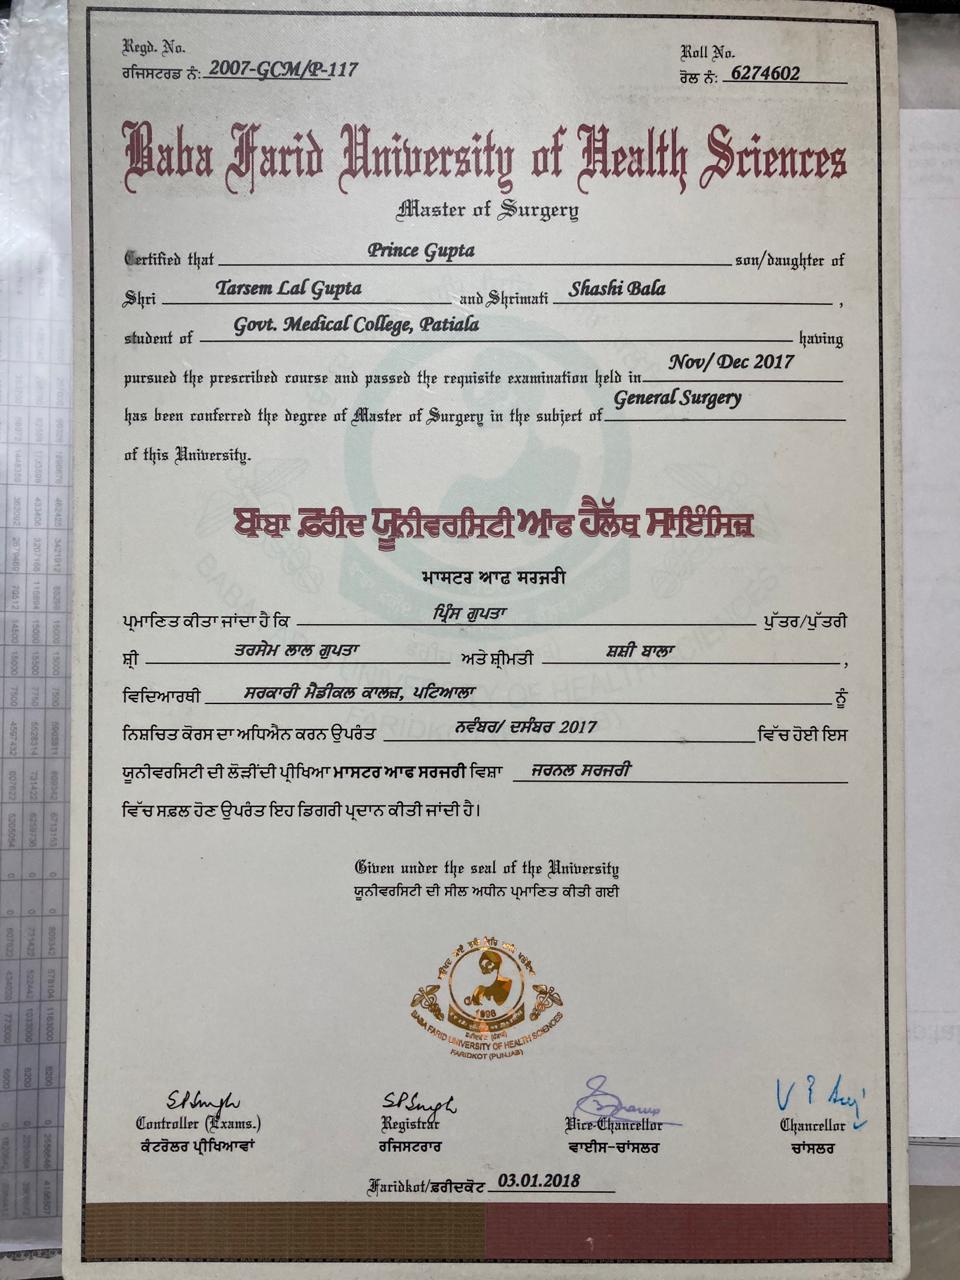 Regd. No.
ਰਜਿਸਟਰਡ ਨੰ: 2007-GCM/P-117
Roll No.
ਰੋਲ ਨੰ: 6274602
Baba Farid University of Health Sciences
Master of Surgery
Certified that Prince Gupta son/daughter of
Shri Tarsem Lal Gupta and Shrimati Shashi Bala ,
student of Govt. Medical College, Patiala having
pursued the prescribed course and passed the requisite examination held in Nov/ Dec 2017
has been conferred the degree of Master of Surgery in the subject of General Surgery
of this University.
ਬਾਬਾ ਫ਼ਰੀਦ ਯੂਨੀਵਰਸਿਟੀ ਆਫ ਹੈਲੱਥ ਸਾਇੰਸਿਜ਼
ਮਾਸਟਰ ਆਫ ਸਰਜਰੀ
ਪ੍ਰਮਾਣਿਤ ਕੀਤਾ ਜਾਂਦਾ ਹੈ ਕਿ ਪ੍ਰਿੰਸ ਗੁਪਤਾ ਪੁੱਤਰ/ਪੁੱਤਰੀ
ਸ਼੍ਰੀ ਤਰਸੇਮ ਲਾਲ ਗੁਪਤਾ ਅਤੇ ਸ਼੍ਰੀਮਤੀ ਸ਼ਸ਼ੀ ਬਾਲਾ ,
ਵਿਦਿਆਰਥੀ ਸਰਕਾਰੀ ਮੈਡੀਕਲ ਕਾਲਜ਼, ਪਟਿਆਲਾ ਨੂੰ
ਨਿਸ਼ਚਿਤ ਕੋਰਸ ਦਾ ਅਧਿਐਨ ਕਰਨ ਉਪਰੰਤ ਨਵੰਬਰ/ ਦਸੰਬਰ 2017 ਵਿੱਚ ਹੋਈ ਇਸ
ਯੂਨੀਵਰਸਿਟੀ ਦੀ ਲੋੜੀਂਦੀ ਪ੍ਰੀਖਿਆ ਮਾਸਟਰ ਆਫ ਸਰਜਰੀ ਵਿਸ਼ਾ ਜਰਨਲ ਸਰਜਰੀ
ਵਿੱਚ ਸਫ਼ਲ ਹੋਣ ਉਪਰੰਤ ਇਹ ਡਿਗਰੀ ਪ੍ਰਦਾਨ ਕੀਤੀ ਜਾਂਦੀ ਹੈ।
Given under the seal of the University
ਯੂਨੀਵਰਸਿਟੀ ਦੀ ਸੀਲ ਅਧੀਨ ਪ੍ਰਮਾਣਿਤ ਕੀਤੀ ਗਈ
1998
BABA FARID UNIVERSITY OF HEALTH SCIENCES
FARIDKOT (PUNJAB)
Controller (Exams.)
ਕੰਟਰੋਲਰ ਪ੍ਰੀਖਿਆਵਾਂ
Registrar
ਰਜਿਸਟਰਾਰ
Vice-Chancellor
ਵਾਈਸ-ਚਾਂਸਲਰ
Chancellor
ਚਾਂਸਲਰ
Faridkot/ਫ਼ਰੀਦਕੋਟ 03.01.2018